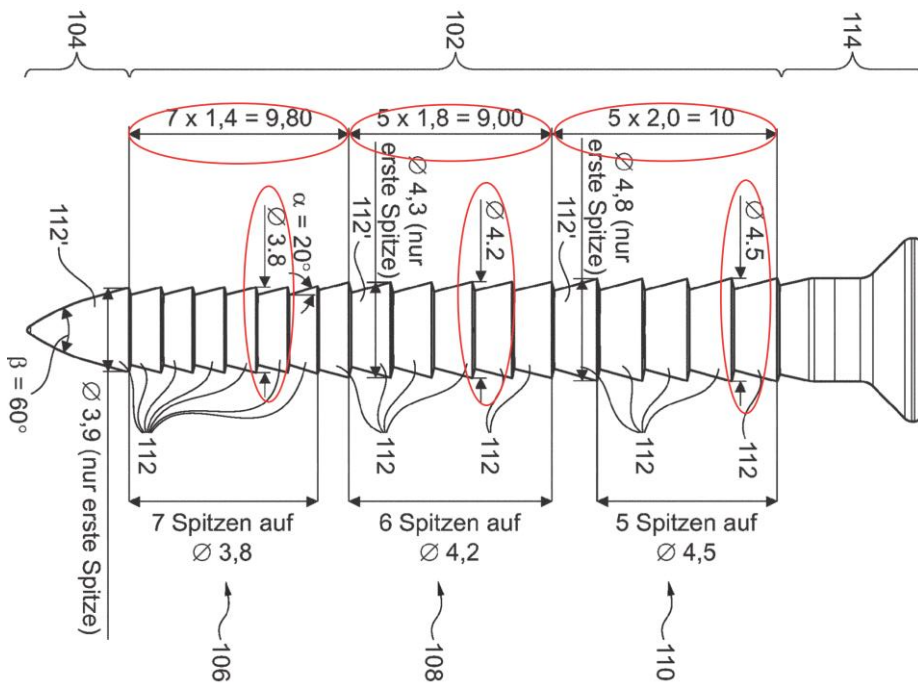 104
102
114
7 x 1,4 = 9,80
5 x 1,8 = 9,00
5 x 2,0 = 10
112'
α = 20°
Ø 3.8
112'
Ø 4,3 (nur
erste Spitze)
Ø 4.2
112'
Ø 4,8 (nur
erste Spitze)
Ø 4.5
β = 60°
Ø 3,9 (nur erste Spitze)
112
112
112
112
112
7 Spitzen auf
Ø 3,8
6 Spitzen auf
Ø 4,2
5 Spitzen auf
Ø 4,5
106
108
110